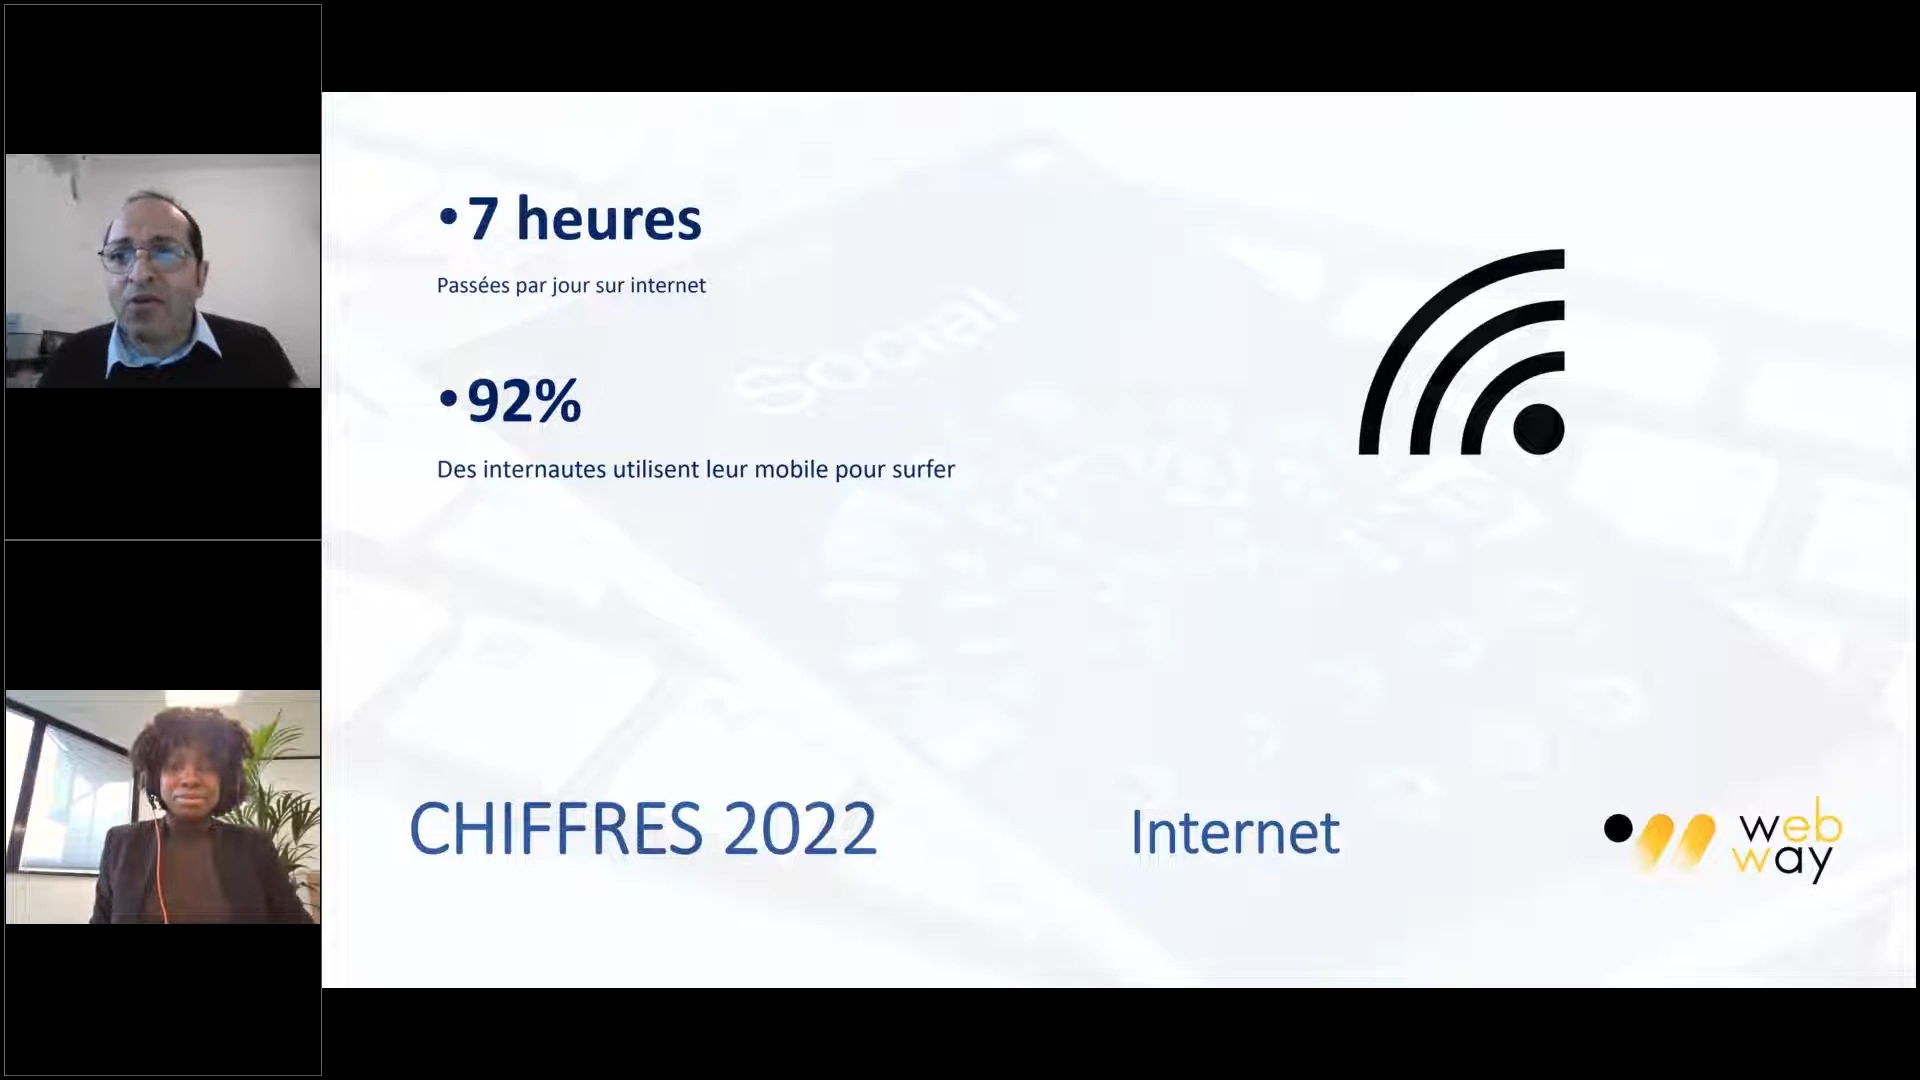 •7 heures
Passées par jour sur internet
•92%
Des internautes utilisent leur mobile pour surfer
Social
CHIFFRES 2022
Internet
web
way